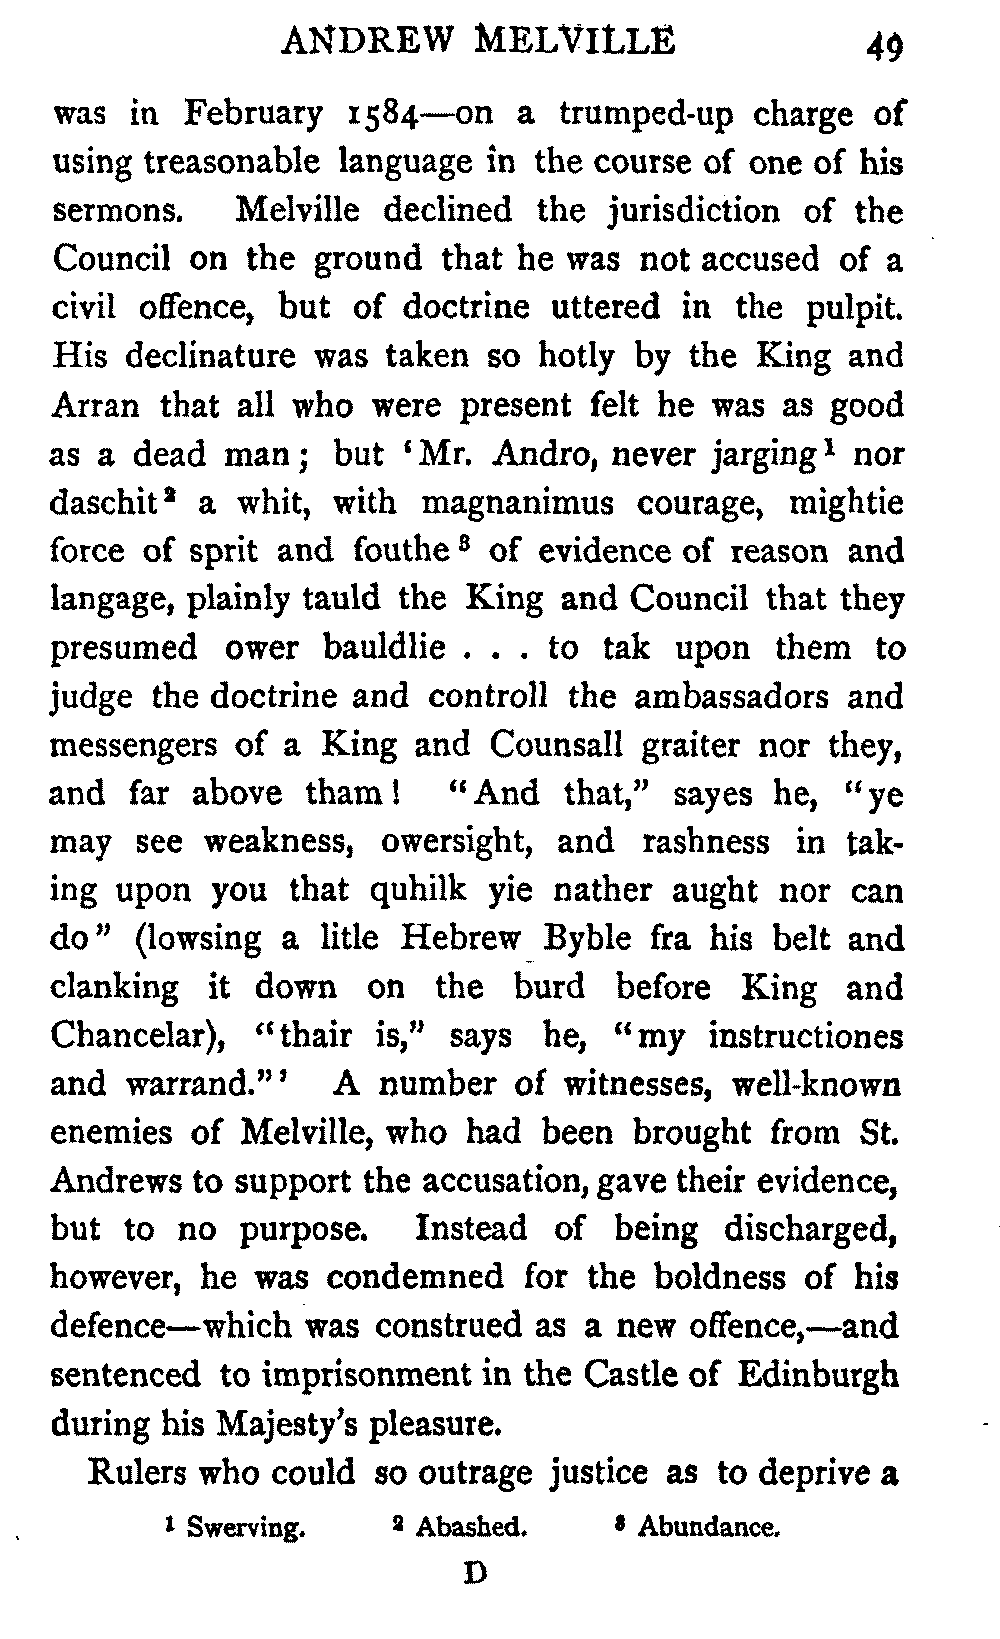 ANDREW MELVILLE 49
was in February 1584—on a trumped-up charge of
using treasonable language in the course of one of his
sermons. Melville declined the jurisdiction of the
Council on the ground that he was not accused of a
civil offence, but of doctrine uttered in the pulpit.
His declinature was taken so hotly by the King and
Arran that all who were present felt he was as good
as a dead man; but ‘Mr. Andro, never jarging¹ nor
daschit² a whit, with magnanimus courage, mightie
force of sprit and fouthe³ of evidence of reason and
langage, plainly tauld the King and Council that they
presumed ower bauldlie . . . to tak upon them to
judge the doctrine and controll the ambassadors and
messengers of a King and Counsall graiter nor they,
and far above tham! “And that,” sayes he, “ye
may see weakness, owersight, and rashness in tak-
ing upon you that quhilk yie nather aught nor can
do” (lowsing a litle Hebrew Byble fra his belt and
clanking it down on the burd before King and
Chancelar), “thair is,” says he, “my instructiones
and warrand.”’ A number of witnesses, well-known
enemies of Melville, who had been brought from St.
Andrews to support the accusation, gave their evidence,
but to no purpose. Instead of being discharged,
however, he was condemned for the boldness of his
defence—which was construed as a new offence,—and
sentenced to imprisonment in the Castle of Edinburgh
during his Majesty’s pleasure.
Rulers who could so outrage justice as to deprive a
¹ Swerving. ² Abashed. ³ Abundance.
D